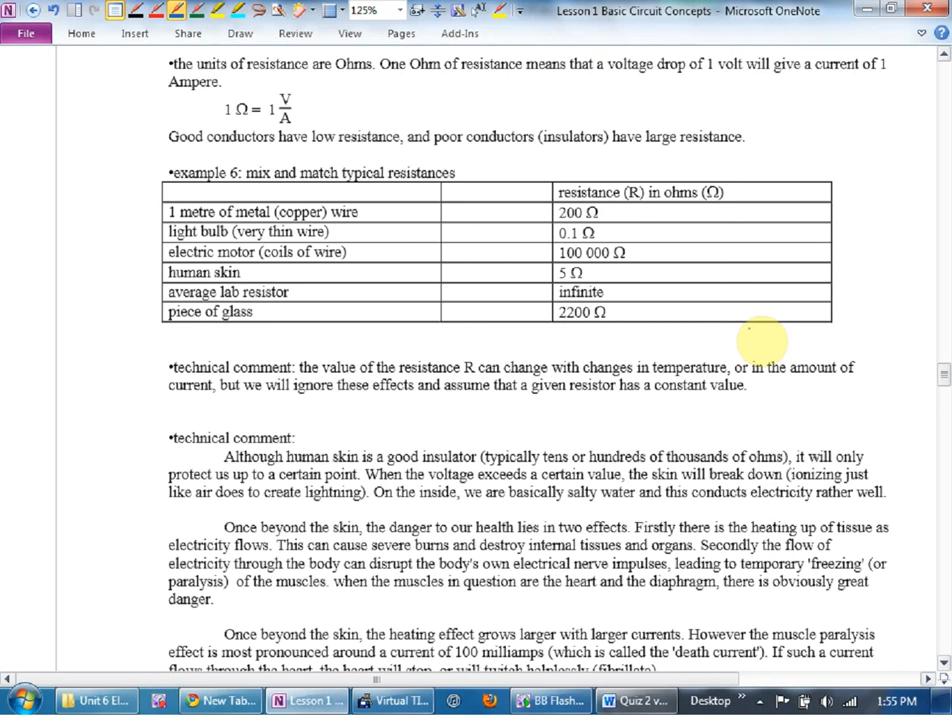 Lesson 1 Basic Circuit Concepts - Microsoft OneNote
125%
File Home Insert Share Draw Review View Pages Add-Ins
•the units of resistance are Ohms. One Ohm of resistance means that a voltage drop of 1 volt will give a current of 1
Ampere.
1 Ω = 1 V/A
Good conductors have low resistance, and poor conductors (insulators) have large resistance.
•example 6: mix and match typical resistances
resistance (R) in ohms (Ω)
1 metre of metal (copper) wire 200 Ω
light bulb (very thin wire) 0.1 Ω
electric motor (coils of wire) 100 000 Ω
human skin 5 Ω
average lab resistor infinite
piece of glass 2200 Ω
•technical comment: the value of the resistance R can change with changes in temperature, or in the amount of
current, but we will ignore these effects and assume that a given resistor has a constant value.
•technical comment:
Although human skin is a good insulator (typically tens or hundreds of thousands of ohms), it will only
protect us up to a certain point. When the voltage exceeds a certain value, the skin will break down (ionizing just
like air does to create lightning). On the inside, we are basically salty water and this conducts electricity rather well.
Once beyond the skin, the danger to our health lies in two effects. Firstly there is the heating up of tissue as
electricity flows. This can cause severe burns and destroy internal tissues and organs. Secondly the flow of
electricity through the body can disrupt the body's own electrical nerve impulses, leading to temporary 'freezing' (or
paralysis) of the muscles. when the muscles in question are the heart and the diaphragm, there is obviously great
danger.
Once beyond the skin, the heating effect grows larger with larger currents. However the muscle paralysis
effect is most pronounced around a current of 100 milliamps (which is called the 'death current'). If such a current
flows through the heart, the heart will stop, or will twitch helplessly (fibrillate)
Unit 6 El... New Tab... Lesson 1 ... Virtual TI... BB Flash... Quiz 2 v... Desktop » 1:55 PM